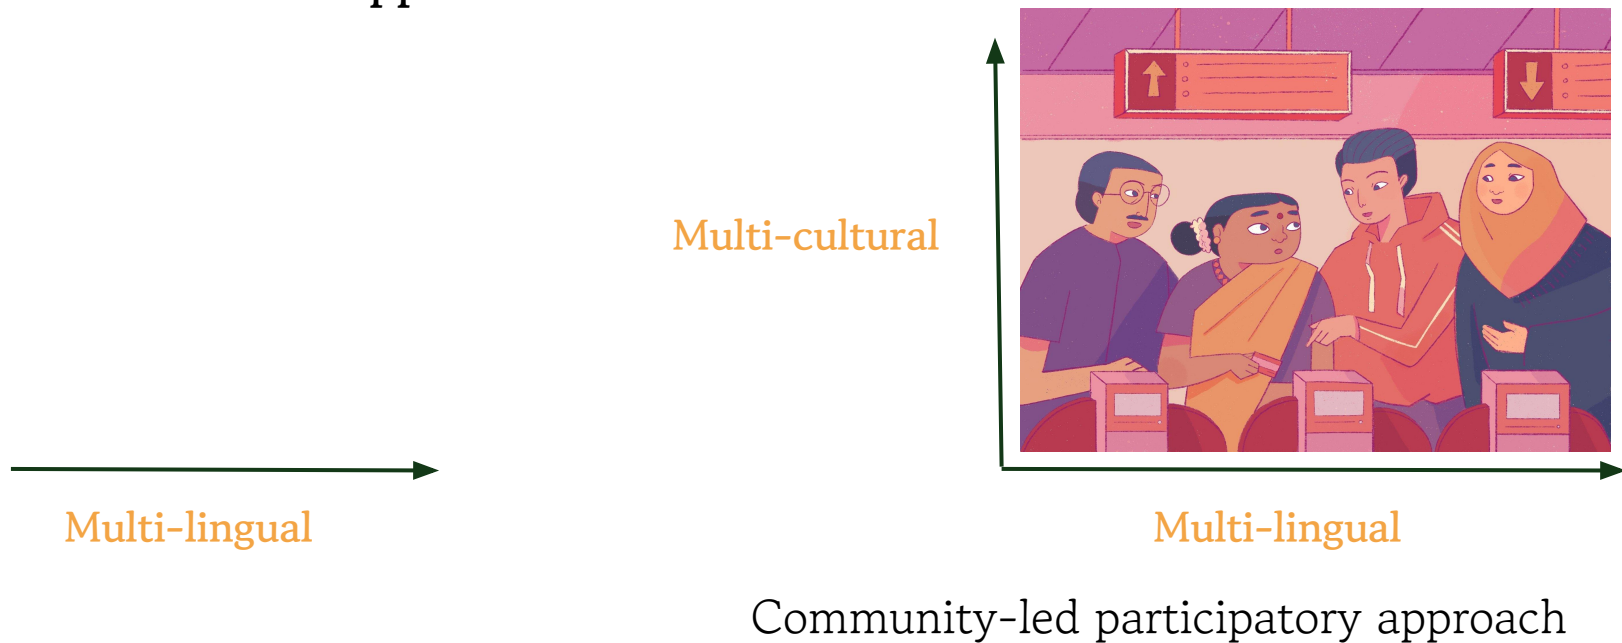 Multi-cultural
Multi-lingual
Multi-lingual
Community-led participatory approach